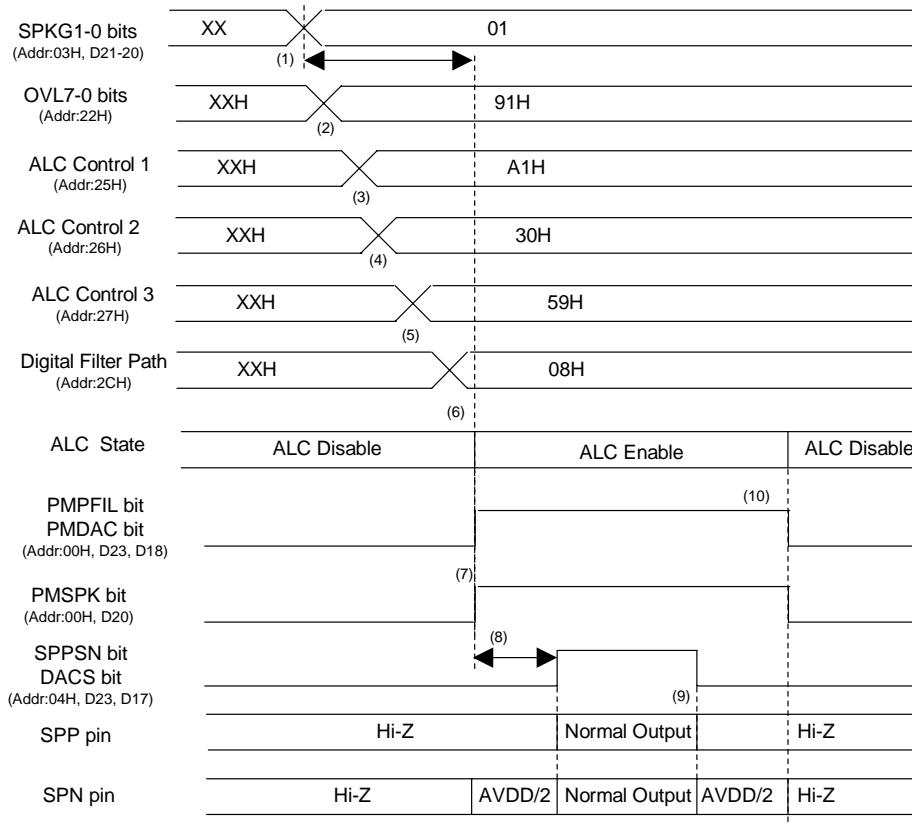 SPKG1-0 bits XX 01
(Addr:03H, D21-20)
(1)
OVL7-0 bits XXH 91H
(Addr:22H)
(2)
ALC Control 1 XXH A1H
(Addr:25H)
(3)
ALC Control 2 XXH 30H
(Addr:26H)
(4)
ALC Control 3 XXH 59H
(Addr:27H)
(5)
Digital Filter Path XXH 08H
(Addr:2CH)
(6)
ALC State ALC Disable ALC Enable ALC Disable
PMPFIL bit (10)
PMDAC bit
(Addr:00H, D23, D18)
(7)
PMSPK bit
(Addr:00H, D20)
SPPSN bit (8)
DACS bit
(Addr:04H, D23, D17) (9)
SPP pin Hi-Z Normal Output Hi-Z
SPN pin Hi-Z AVDD/2 Normal Output AVDD/2 Hi-Z